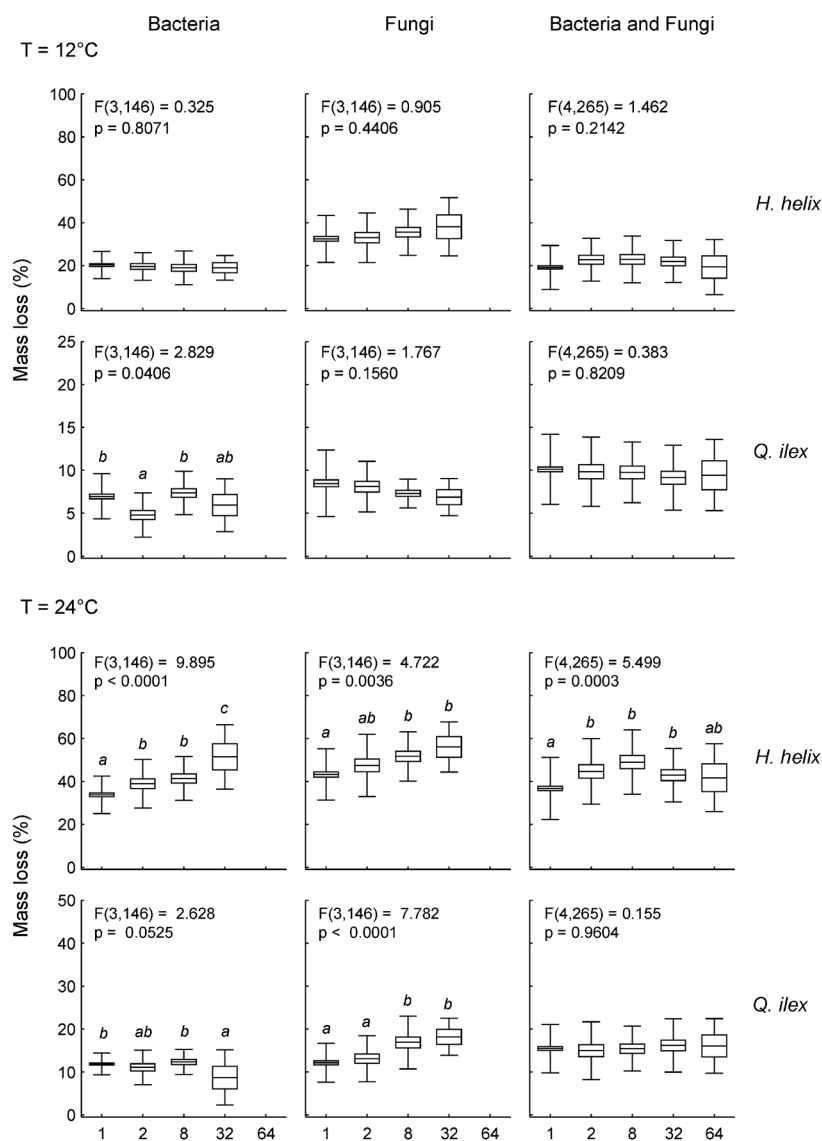 Bacteria Fungi Bacteria and Fungi
T = 12°C
100 F(3,146) = 0.325 F(3,146) = 0.905 F(4,265) = 1.462
p = 0.8071 p = 0.4406 p = 0.2142
80
60
H. helix
40
20
0
Mass loss (%)
25 F(3,146) = 2.829 F(3,146) = 1.767 F(4,265) = 0.383
p = 0.0406 p = 0.1560 p = 0.8209
20
15
Q. ilex
b a b ab
10
5
0
T = 24°C
100 F(3,146) = 9.895 F(3,146) = 4.722 F(4,265) = 5.499
p < 0.0001 p = 0.0036 p = 0.0003
80
c a ab b b a b b b ab
H. helix
60
a b b
40
20
0
Mass loss (%)
50 F(3,146) = 2.628 F(3,146) = 7.782 F(4,265) = 0.155
p = 0.0525 p < 0.0001 p = 0.9604
40
30
Q. ilex
b ab b a a a b b
20
10
0
1 2 8 32 64 1 2 8 32 64 1 2 8 32 64